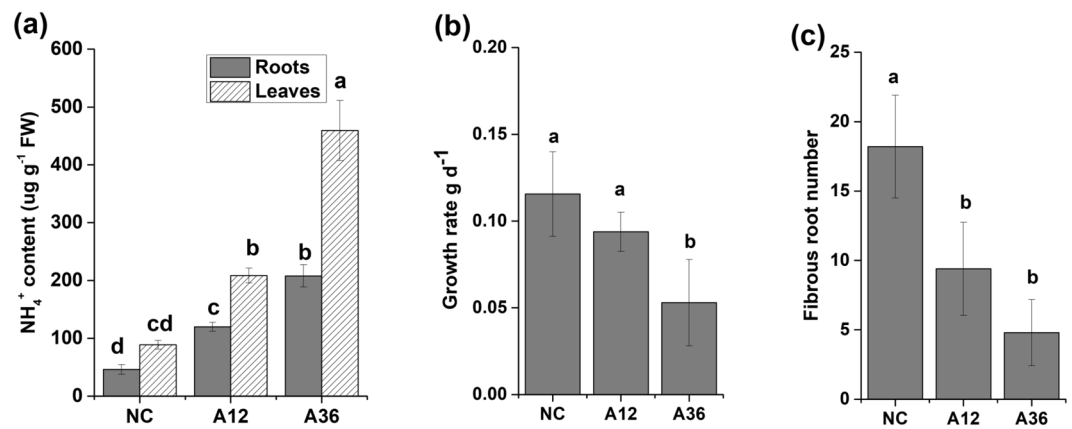 (a)
NH₄⁺ content (ug g⁻¹ FW)
600
500
400
300
200
100
0
Roots
Leaves
d
cd
c
b
b
a
NC
A12
A36
(b)
Growth rate g d⁻¹
0.20
0.15
0.10
0.05
0.00
a
a
b
NC
A12
A36
(c)
Fibrous root number
25
20
15
10
5
0
a
b
b
NC
A12
A36